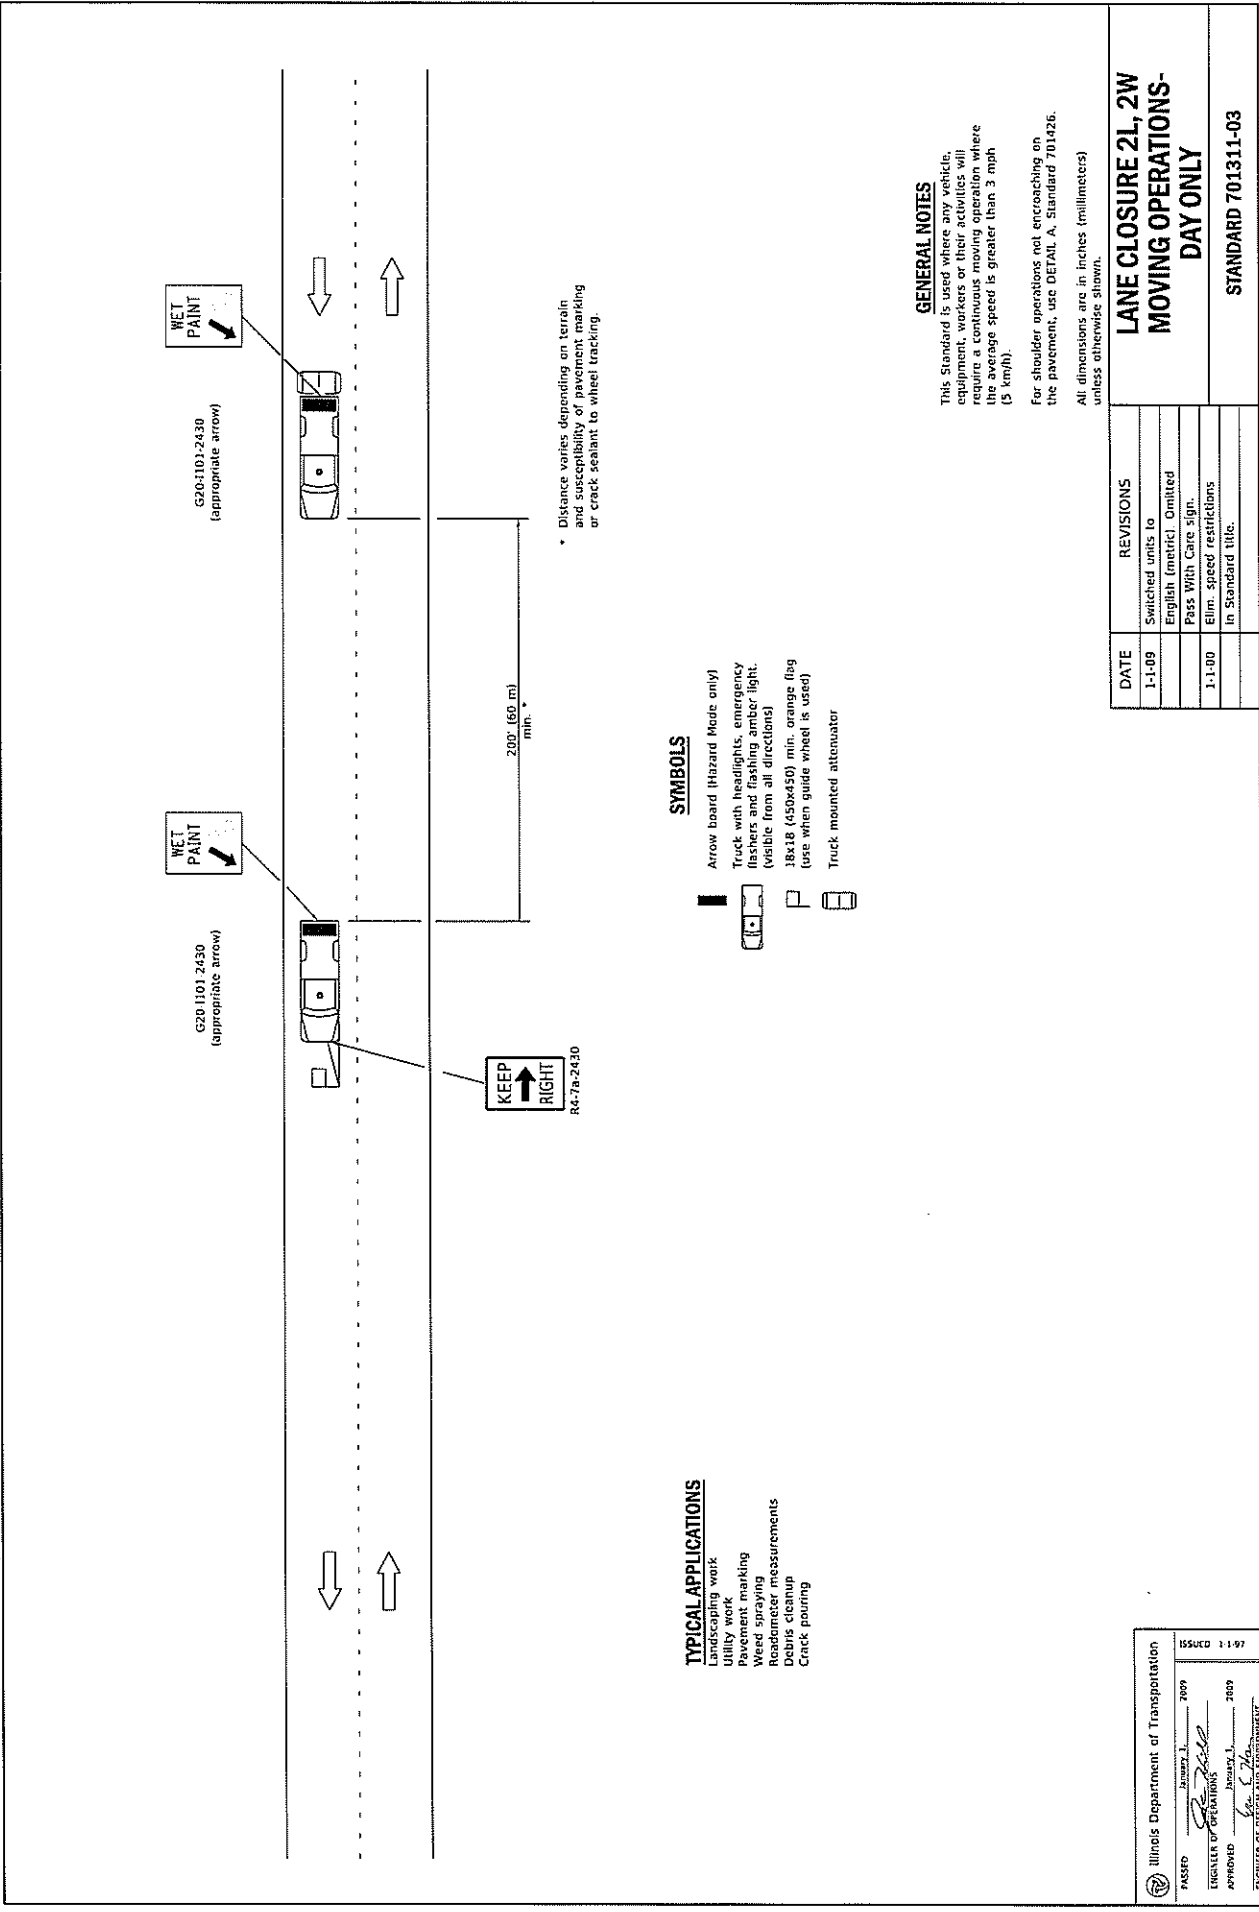 WET
PAINT
G20-I101-2430
(appropriate arrow)
WET
PAINT
G20-I101-2430
(appropriate arrow)
KEEP
RIGHT
R4-7a-2430
200' (60 m)
min. *
* Distance varies depending on terrain
and susceptibility of pavement marking
or crack sealant to wheel tracking.
TYPICAL APPLICATIONS
Landscaping work
Utility work
Pavement marking
Weed spraying
Roadometer measurements
Debris cleanup
Crack pouring
SYMBOLS
Arrow board (Hazard Mode only)
Truck with headlights, emergency
flashers and flashing amber light.
(visible from all directions)
18x18 (450x450) min. orange flag
(use when guide wheel is used)
Truck mounted attenuator
GENERAL NOTES
This Standard is used where any vehicle,
equipment, workers or their activities will
require a continuous moving operation where
the average speed is greater than 3 mph
(5 km/h).
For shoulder operations not encroaching on
the pavement, use DETAIL A, Standard 701426.
All dimensions are in inches (millimeters)
unless otherwise shown.
Illinois Department of Transportation
PASSED January 1, 2009
ENGINEER OF OPERATIONS
APPROVED January 1, 2009
ENGINEER OF DESIGN AND ENVIRONMENT
ISSUED 1-1-97
DATE REVISIONS
1-1-09 Switched units to
English (metric). Omitted
Pass With Care sign.
1-1-00 Elim. speed restrictions
in Standard title.
LANE CLOSURE 2L, 2W
MOVING OPERATIONS-
DAY ONLY
STANDARD 701311-03